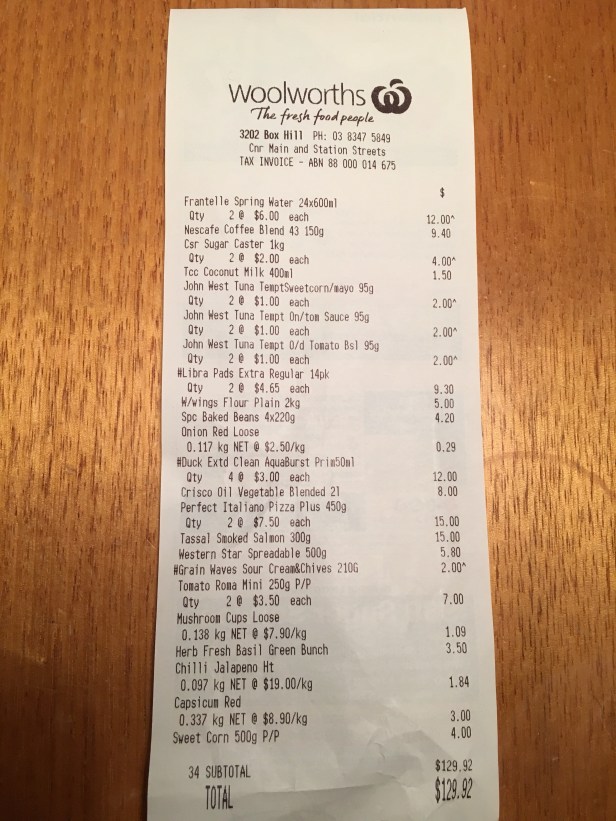 Woolworths
The fresh food people
3202 Box Hill PH: 03 8347 5849
Cnr Main and Station Streets
TAX INVOICE - ABN 88 000 014 675
$
Frantelle Spring Water 24x600ml
Qty 2 @ $6.00 each 12.00^
Nescafe Coffee Blend 43 150g 9.40
Csr Sugar Caster 1kg
Qty 2 @ $2.00 each 4.00^
Tcc Coconut Milk 400ml 1.50
John West Tuna TemptSweetcorn/mayo 95g
Qty 2 @ $1.00 each 2.00^
John West Tuna Tempt On/tom Sauce 95g
Qty 2 @ $1.00 each 2.00^
John West Tuna Tempt O/d Tomato Bsl 95g
Qty 2 @ $1.00 each 2.00^
#Libra Pads Extra Regular 14pk
Qty 2 @ $4.65 each 9.30
W/wings Flour Plain 2kg 5.00
Spc Baked Beans 4x220g 4.20
Onion Red Loose
0.117 kg NET @ $2.50/kg 0.29
#Duck Extd Clean AquaBurst Prim50ml
Qty 4 @ $3.00 each 12.00
Crisco Oil Vegetable Blended 2l 8.00
Perfect Italiano Pizza Plus 450g
Qty 2 @ $7.50 each 15.00
Tassal Smoked Salmon 300g 15.00
Western Star Spreadable 500g 5.80
#Grain Waves Sour Cream&Chives 210G 2.00^
Tomato Roma Mini 250g P/P
Qty 2 @ $3.50 each 7.00
Mushroom Cups Loose
0.138 kg NET @ $7.90/kg 1.09
Herb Fresh Basil Green Bunch 3.50
Chilli Jalapeno Ht
0.097 kg NET @ $19.00/kg 1.84
Capsicum Red
0.337 kg NET @ $8.90/kg 3.00
Sweet Corn 500g P/P 4.00
34 SUBTOTAL $129.92
TOTAL $129.92